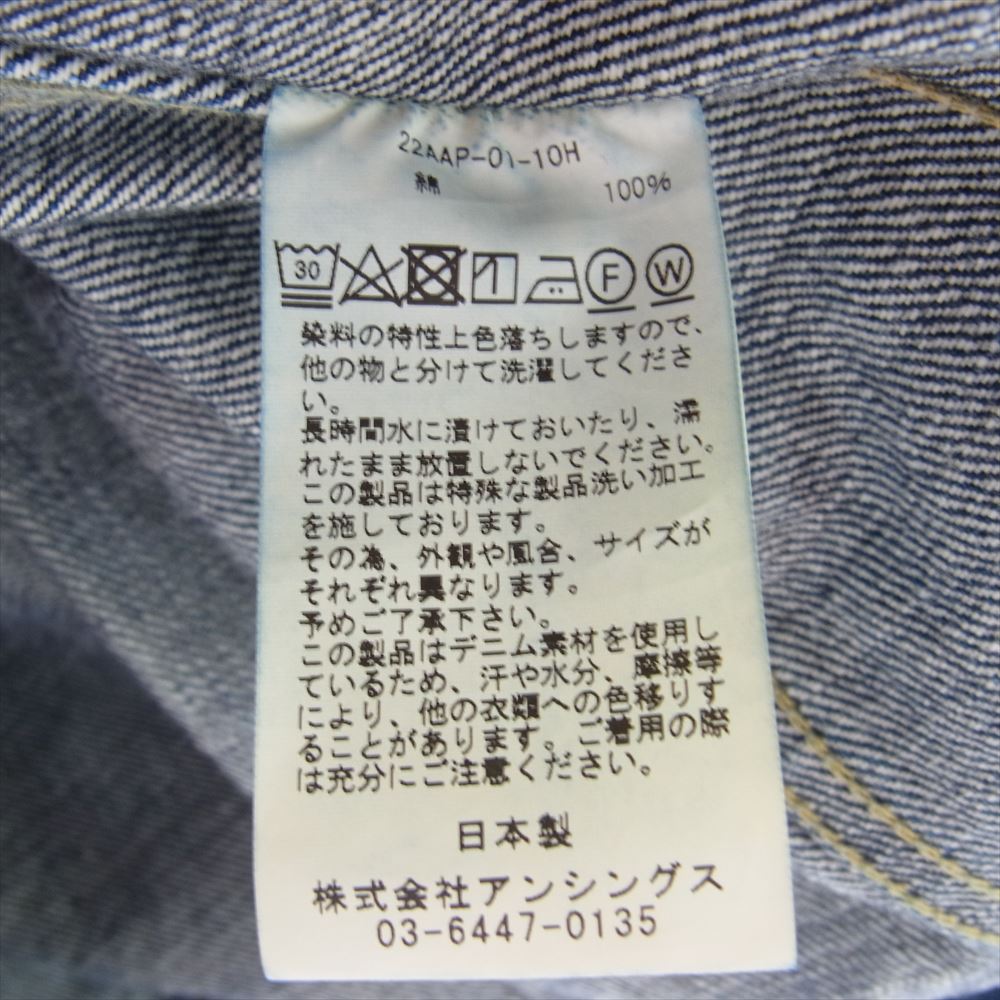 22AAP-01-10H
綿 100%
30 F W
染料の特性上色落ちしますので、
他の物と分けて洗濯してくださ
い。
長時間水に漬けておいたり、濡
れたまま放置しないでください。
この製品は特殊な製品洗い加工
を施しております。
その為、外観や風合、サイズが
それぞれ異なります。
予めご了承下さい。
この製品はデニム素材を使用し
ているため、汗や水分、摩擦等
により、他の衣類への色移りす
ることがあります。ご着用の際
は充分にご注意ください。
日本製
株式会社アンシングス
03-6447-0135